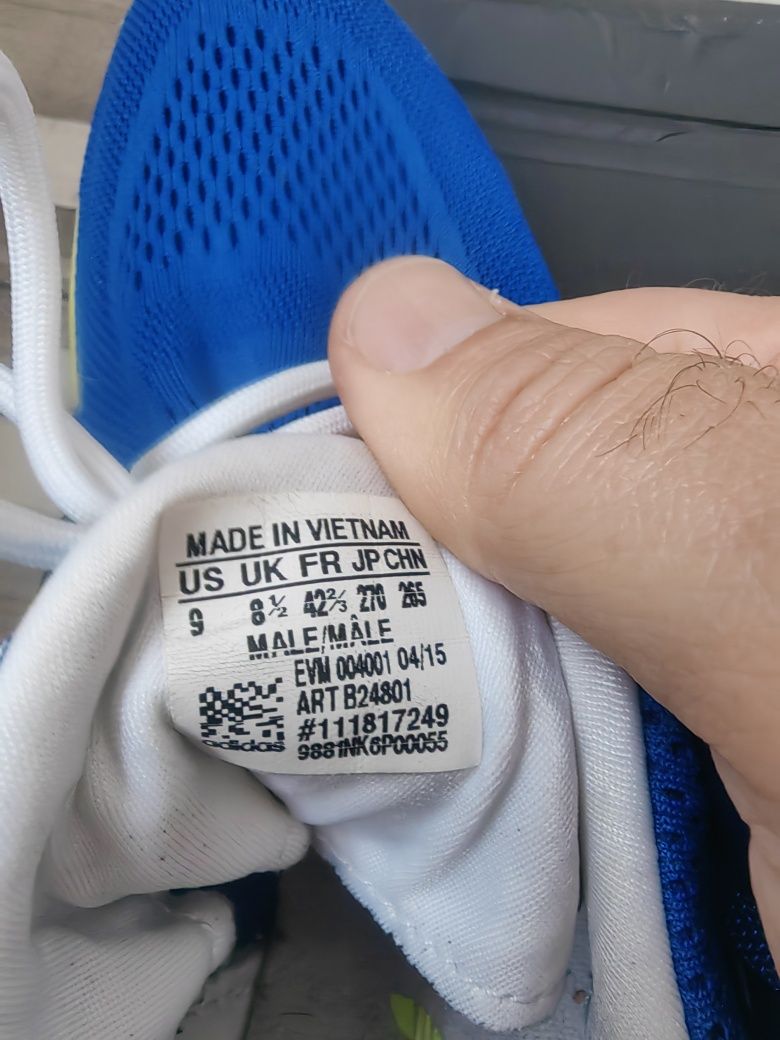 MADE IN VIETNAM
US UK FR JP CHN
9 8½ 42⅔ 270 265
MALE/MÂLE
EVM 004001 04/15
ART B24801
#111817249
adidas 9881NK6P00055